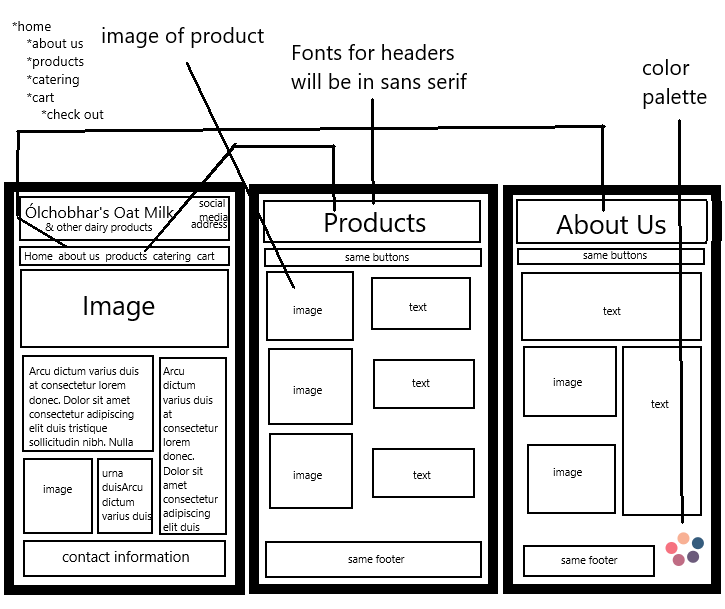 *home
*about us
*products
*catering
*cart
*check out
image of product
Fonts for headers
will be in sans serif
color
palette
Ólchobhar's Oat Milk
& other dairy products
social
media
address
Home about us products catering cart
Image
Arcu dictum varius duis
at consectetur lorem
donec. Dolor sit amet
consectetur adipiscing
elit duis tristique
sollicitudin nibh. Nulla
Arcu
dictum
varius duis
at
consectetur
lorem
donec.
Dolor sit
amet
consectetur
adipiscing
elit duis
image
urna
duisArcu
dictum
varius duis
contact information
Products
same buttons
image
text
image
text
image
text
same footer
About Us
same buttons
text
image
text
image
same footer